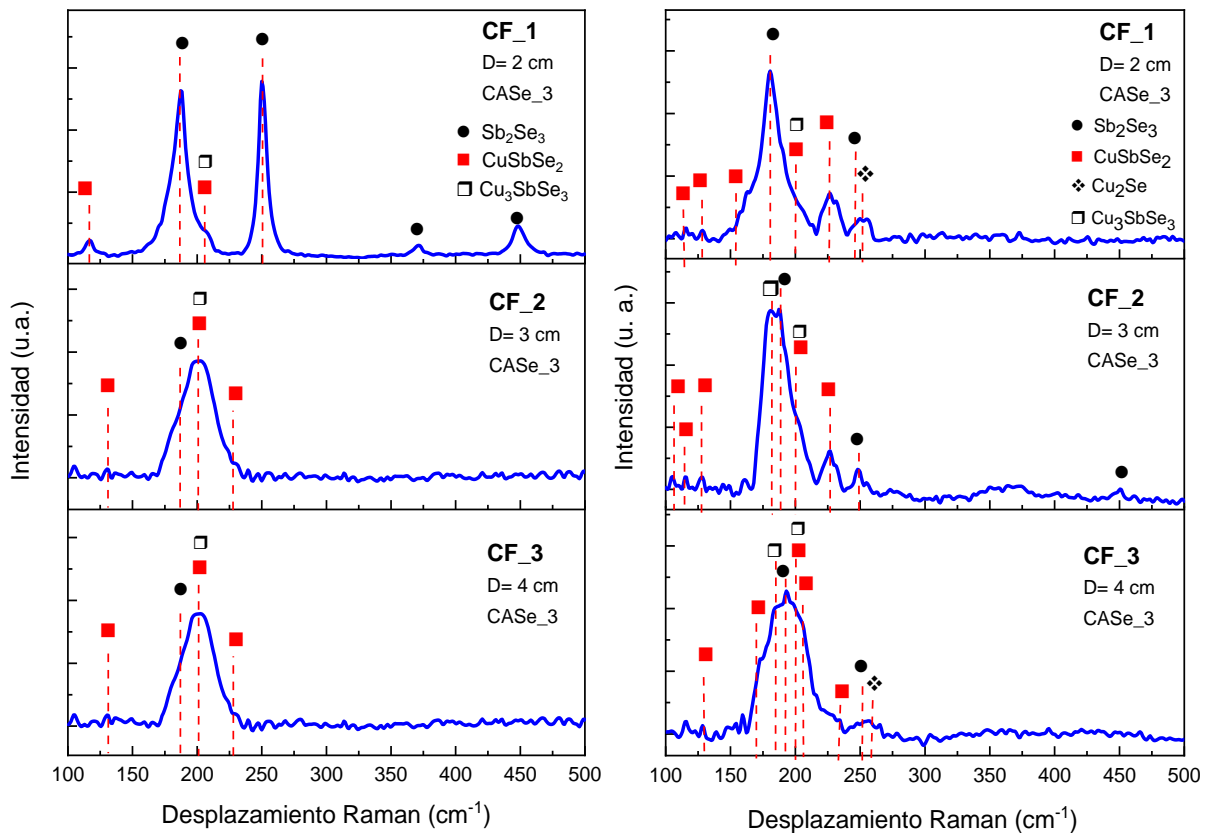 CF_1
D= 2 cm
CASe_3
Sb₂Se₃
CuSbSe₂
Cu₃SbSe₃
CF_2
D= 3 cm
CASe_3
CF_3
D= 4 cm
CASe_3
Intensidad (u.a.)
100 150 200 250 300 350 400 450 500
Desplazamiento Raman (cm⁻¹)
CF_1
D= 2 cm
CASe_3
Sb₂Se₃
CuSbSe₂
Cu₂Se
Cu₃SbSe₃
CF_2
D= 3 cm
CASe_3
CF_3
D= 4 cm
CASe_3
Intensidad (u. a.)
100 150 200 250 300 350 400 450 500
Desplazamiento Raman (cm⁻¹)